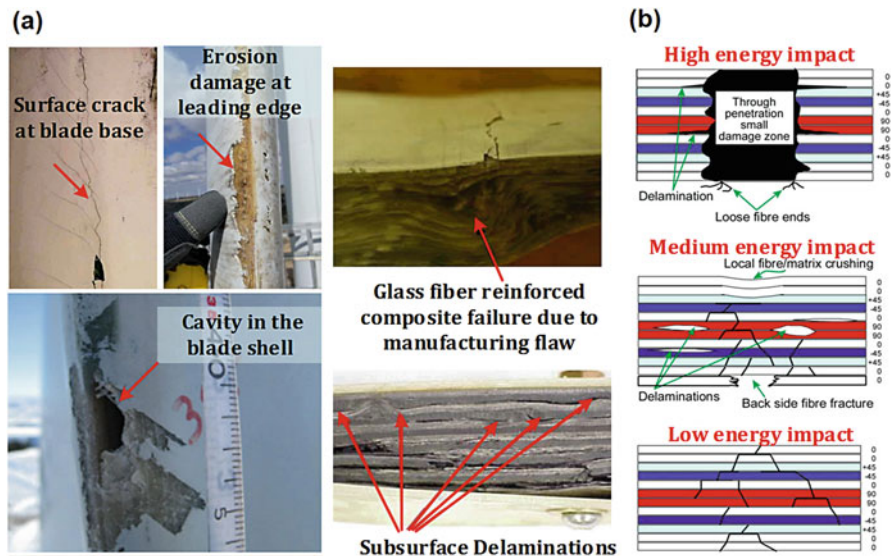 (a)
Surface crack
at blade base
Erosion
damage at
leading edge
Cavity in the
blade shell
5
Glass fiber reinforced
composite failure due to
manufacturing flaw
Subsurface Delaminations
(b)
High energy impact
Through
penetration
small
damage zone
0
0
+45
-45
0
90
90
0
-45
+45
0
0
Delamination
Loose fibre ends
Medium energy impact
Local fibre/matrix crushing
0
0
+45
-45
0
90
90
0
-45
+45
0
0
Delaminations
Back side fibre fracture
Low energy impact
0
0
+45
-45
0
90
90
0
-45
+45
0
0